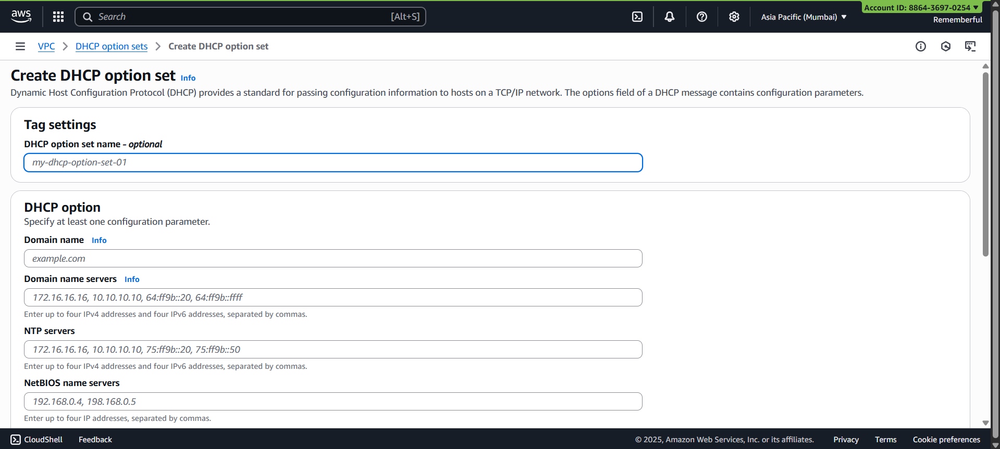 aws
Search [Alt+S]
Asia Pacific (Mumbai)
Account ID: 8864-3697-0254
Rememberful
VPC > DHCP option sets > Create DHCP option set
Create DHCP option set Info
Dynamic Host Configuration Protocol (DHCP) provides a standard for passing configuration information to hosts on a TCP/IP network. The options field of a DHCP message contains configuration parameters.
Tag settings
DHCP option set name - optional
my-dhcp-option-set-01
DHCP option
Specify at least one configuration parameter.
Domain name Info
example.com
Domain name servers Info
172.16.16.16, 10.10.10.10, 64:ff9b::20, 64:ff9b::ffff
Enter up to four IPv4 addresses and four IPv6 addresses, separated by commas.
NTP servers
172.16.16.16, 10.10.10.10, 75:ff9b::20, 75:ff9b::50
Enter up to four IPv4 addresses and four IPv6 addresses, separated by commas.
NetBIOS name servers
192.168.0.4, 198.168.0.5
Enter up to four IP addresses, separated by commas.
CloudShell Feedback © 2025, Amazon Web Services, Inc. or its affiliates. Privacy Terms Cookie preferences